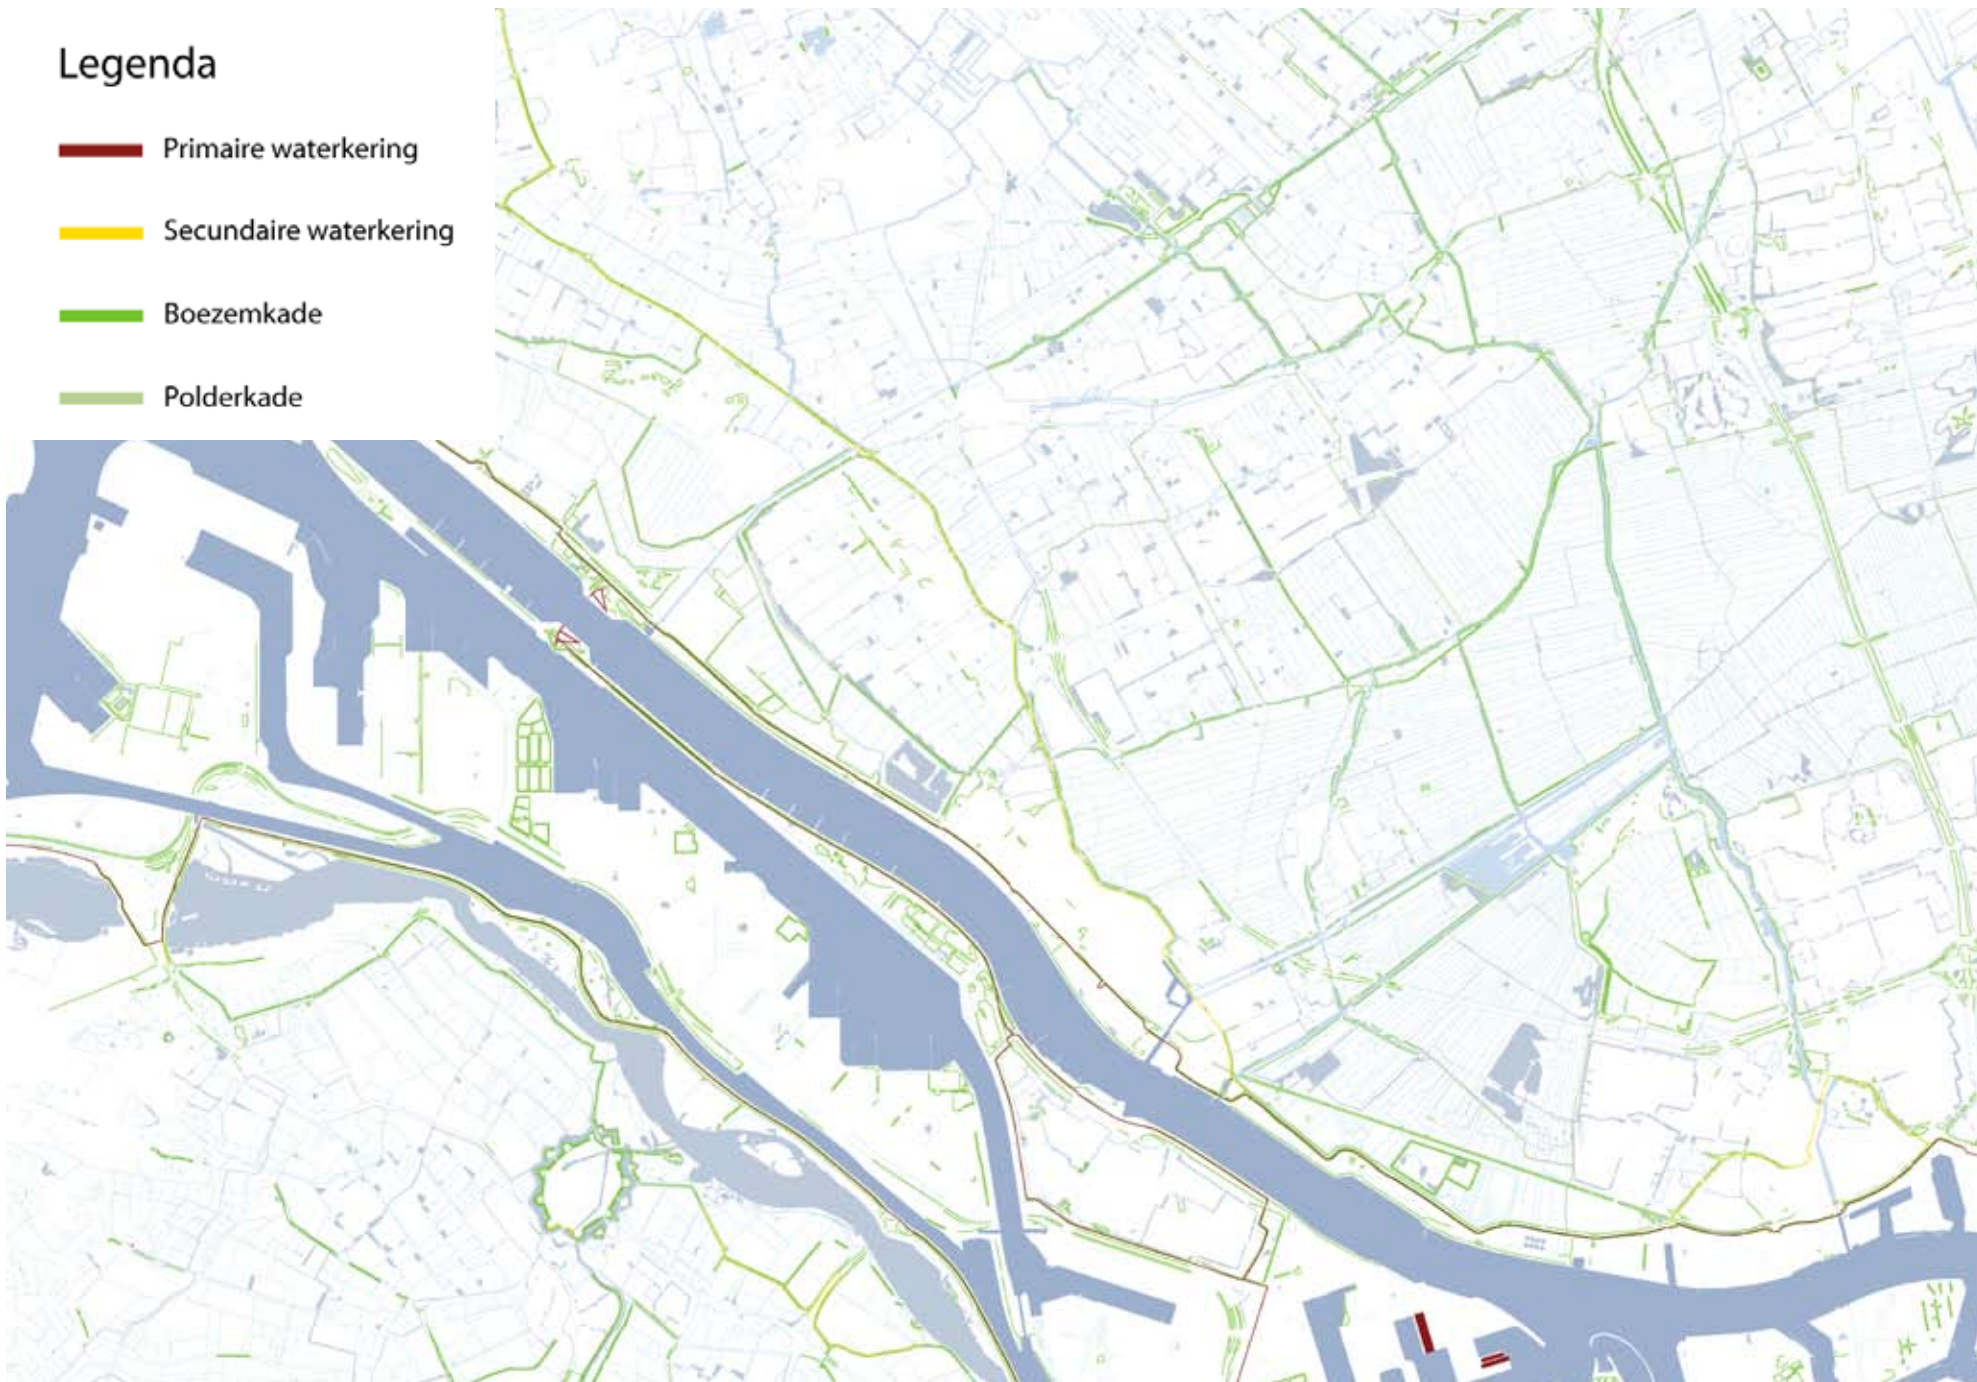 Legenda
Primaire waterkering
Secundaire waterkering
Boezemkade
Polderkade